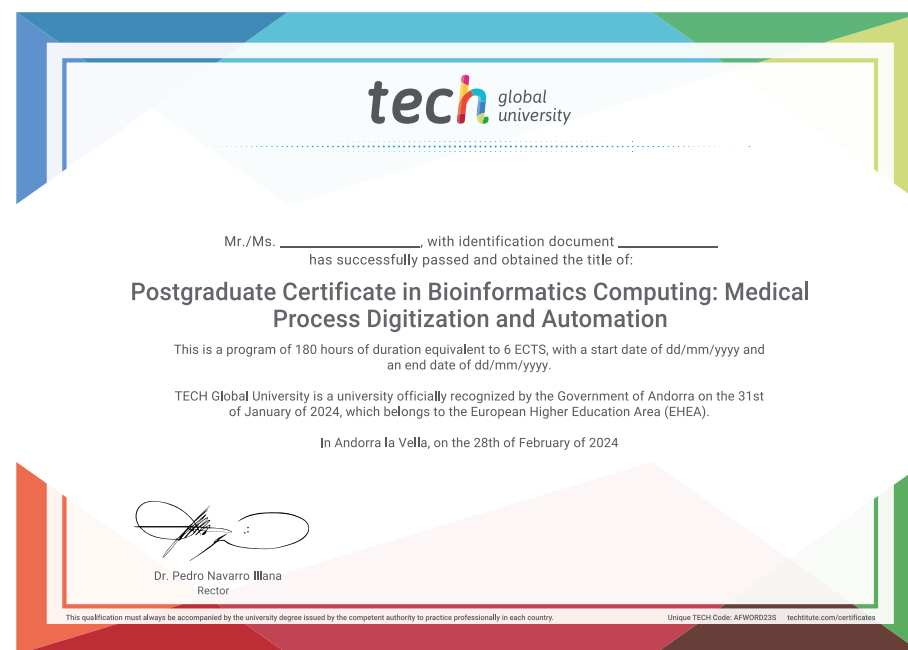 tech global
university
Mr./Ms. ____________, with identification document ____________
has successfully passed and obtained the title of:
Postgraduate Certificate in Bioinformatics Computing: Medical
Process Digitization and Automation
This is a program of 180 hours of duration equivalent to 6 ECTS, with a start date of dd/mm/yyyy and
an end date of dd/mm/yyyy.
TECH Global University is a university officially recognized by the Government of Andorra on the 31st
of January of 2024, which belongs to the European Higher Education Area (EHEA).
In Andorra la Vella, on the 28th of February of 2024
Dr. Pedro Navarro Illana
Rector
This qualification must always be accompanied by the university degree issued by the competent authority to practice professionally in each country.
Unique TECH Code: AFWORD23S techtitute.com/certificates